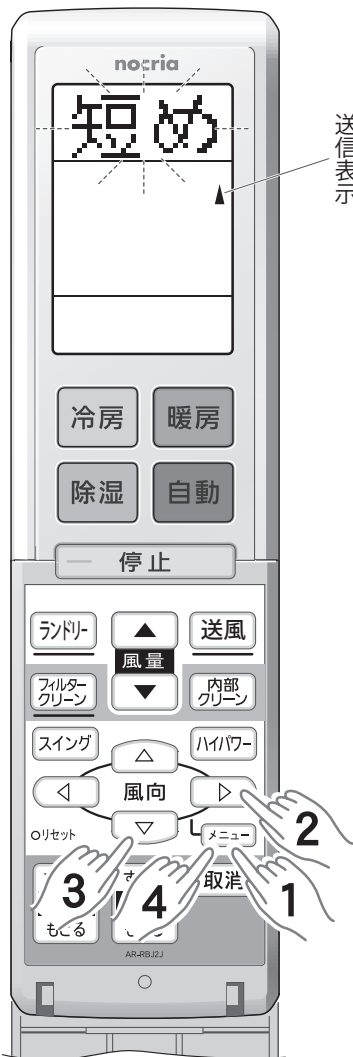 nocria
短め
送信表示
冷房
暖房
除湿
自動
停止
ランドリー
風量
送風
フィルター
クリーン
内部
クリーン
スイング
ハイパワー
風向
リセット
メニュー
2
3
4
取消
1
もどる
AR-RBJ2J